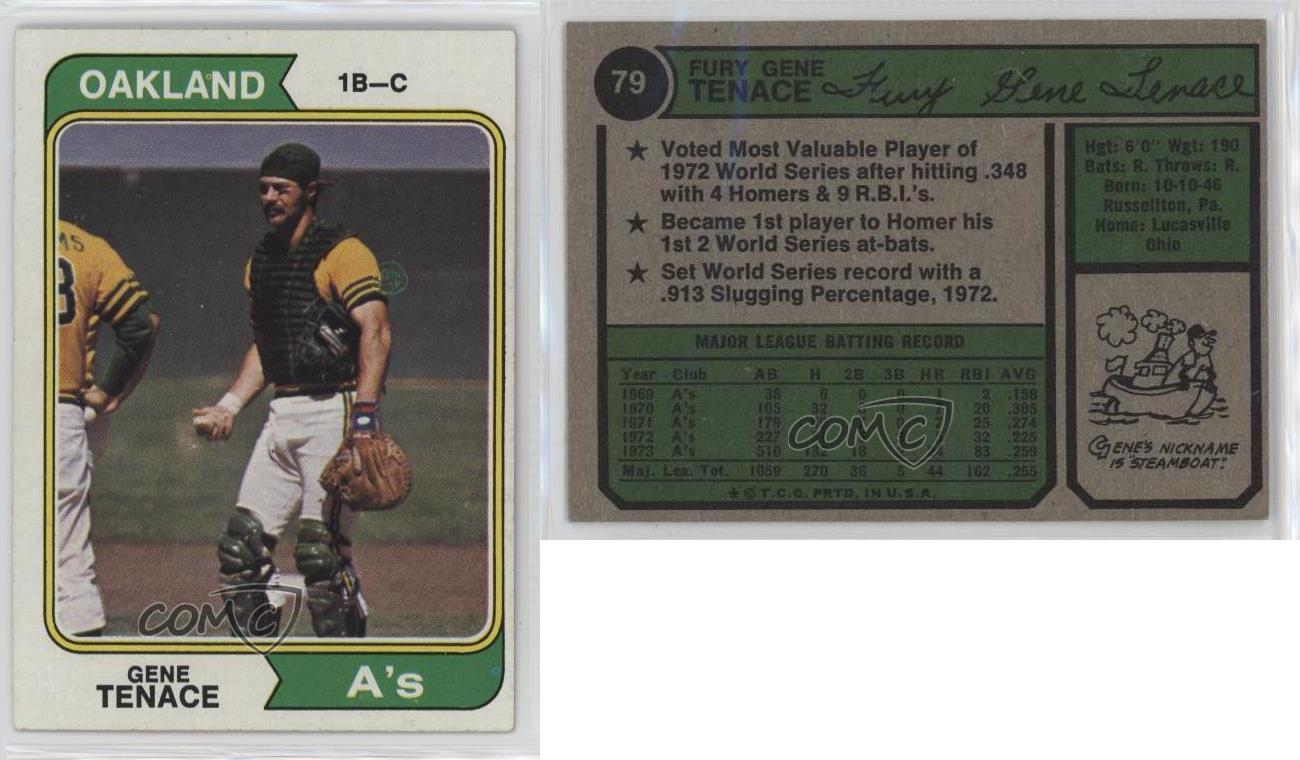 OAKLAND
1B–C
MS
3
COMC
GENE
TENACE
A's
79
FURY GENE
TENACE
Fury Gene Tenace
★ Voted Most Valuable Player of
1972 World Series after hitting .348
with 4 Homers & 9 R.B.I.'s.
★ Became 1st player to Homer his
1st 2 World Series at-bats.
★ Set World Series record with a
.913 Slugging Percentage, 1972.
Hgt: 6'0" Wgt: 190
Bats: R. Throws: R.
Born: 10-10-46
Russellton, Pa.
Home: Lucasville
Ohio
MAJOR LEAGUE BATTING RECORD
Year Club AB H 2B 3B HR RBI AVG
1969 A's 38 6 0 0 1 2 .158
1970 A's 105 32 20 .305
1971 A's 179 25 .274
1972 A's 227 32 .225
1973 A's 510 132 18 83 .259
Maj. Lea. Tot. 1059 270 36 5 44 162 .255
COMC
★ © T.C.G. PRTD. IN U.S.A.
GENE'S NICKNAME
IS "STEAMBOAT".